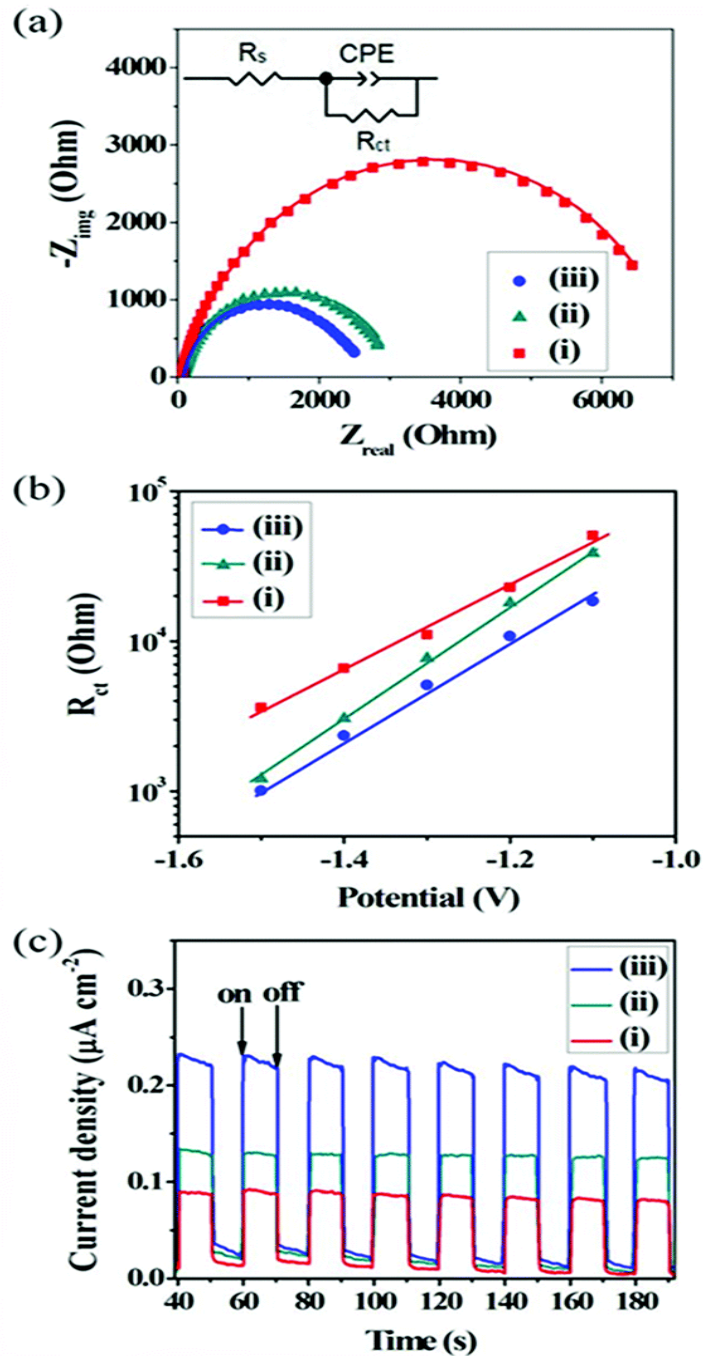 (a)
Rs CPE
Rct
4000
3000
2000
1000
0
-Zimg (Ohm)
(iii)
(ii)
(i)
0 2000 4000 6000
Zreal (Ohm)
(b)
10^5
10^4
10^3
Rct (Ohm)
(iii)
(ii)
(i)
-1.6 -1.4 -1.2 -1.0
Potential (V)
(c)
0.3
0.2
0.1
0.0
Current density (μA cm-2)
on off
(iii)
(ii)
(i)
40 60 80 100 120 140 160 180
Time (s)